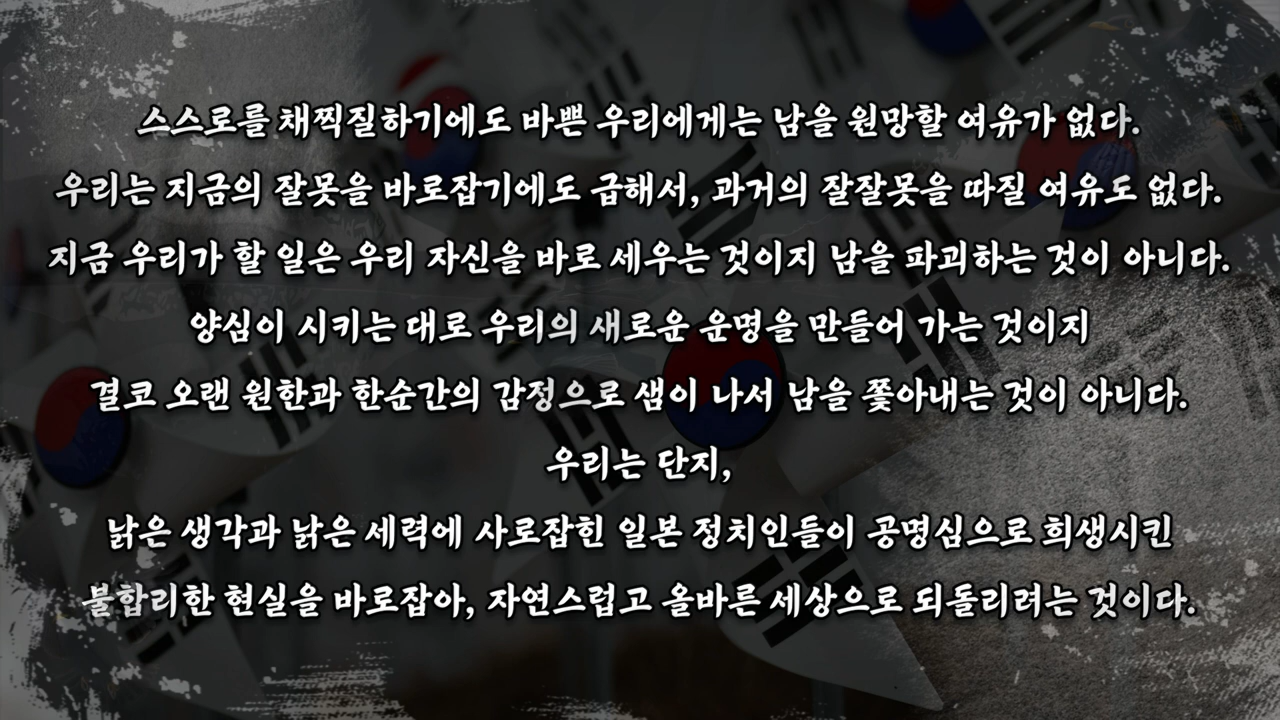 스스로를 채찍질하기에도 바쁜 우리에게는 남을 원망할 여유가 없다.
우리는 지금의 잘못을 바로잡기에도 급해서, 과거의 잘잘못을 따질 여유도 없다.
지금 우리가 할 일은 우리 자신을 바로 세우는 것이지 남을 파괴하는 것이 아니다.
양심이 시키는 대로 우리의 새로운 운명을 만들어 가는 것이지
결코 오랜 원한과 한순간의 감정으로 샘이 나서 남을 쫓아내는 것이 아니다.
우리는 단지,
낡은 생각과 낡은 세력에 사로잡힌 일본 정치인들이 공명심으로 희생시킨
불합리한 현실을 바로잡아, 자연스럽고 올바른 세상으로 되돌리려는 것이다.